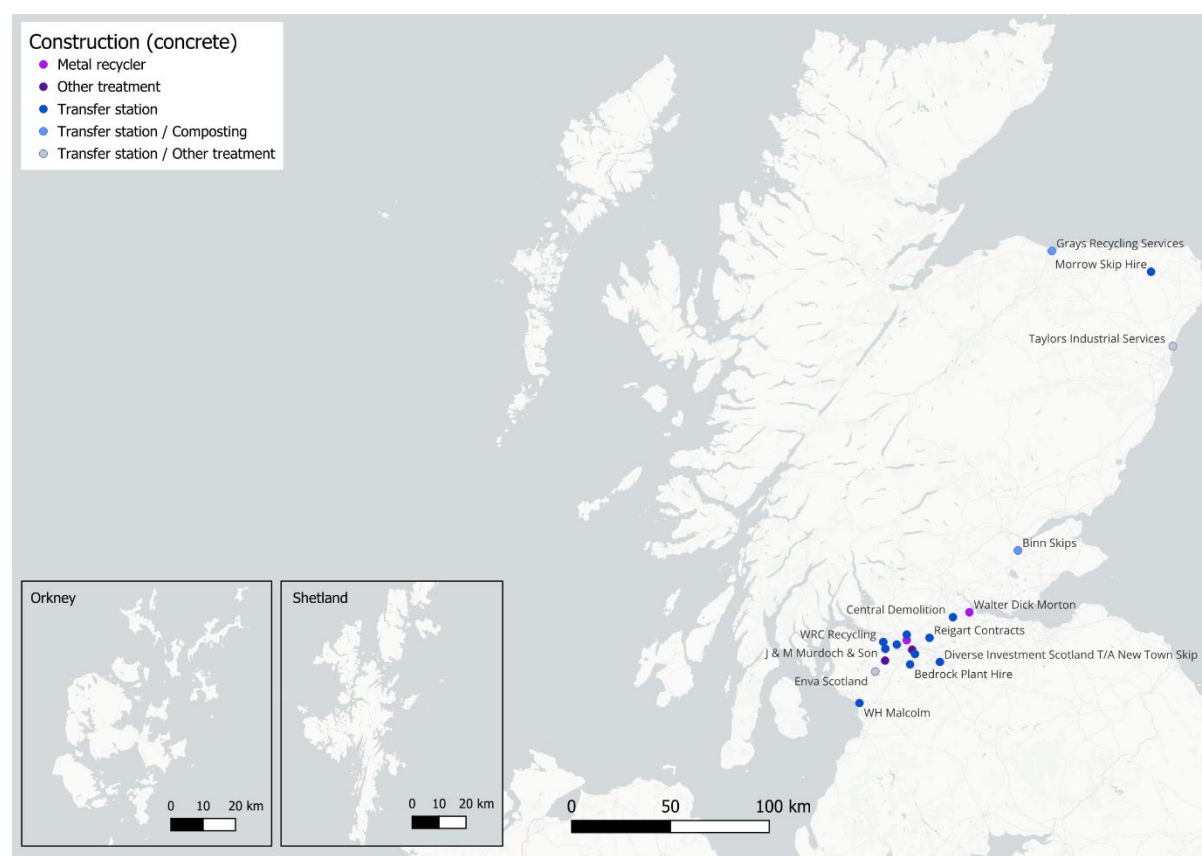 Construction (concrete)
Metal recycler
Other treatment
Transfer station
Transfer station / Composting
Transfer station / Other treatment
Grays Recycling Services
Morrow Skip Hire
Taylors Industrial Services
Binn Skips
Central Demolition
Walter Dick Morton
WRC Recycling
Reigart Contracts
J & M Murdoch & Son
Diverse Investment Scotland T/A New Town Skip
Enva Scotland
Bedrock Plant Hire
WH Malcolm
Orkney
0 10 20 km
Shetland
0 10 20 km
0 50 100 km